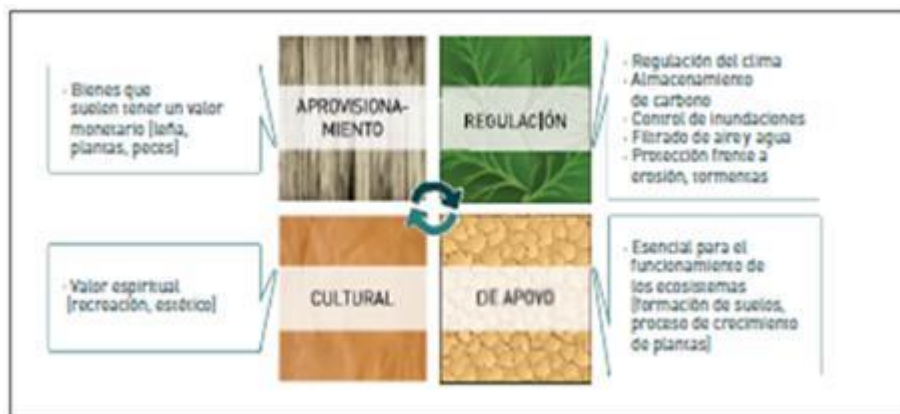 · Bienes que
suelen tener un valor
monetario (leña,
plantas, peces)
APROVISIONA-
MIENTO
REGULACIÓN
· Regulación del clima
· Almacenamiento
de carbono
· Control de inundaciones
· Filtrado de aire y agua
· Protección frente a
erosión, tormentas
· Valor espiritual
(recreación, estético)
CULTURAL
DE APOYO
· Esencial para el
funcionamiento de
los ecosistemas
(formación de suelos,
proceso de crecimiento
de plantas)